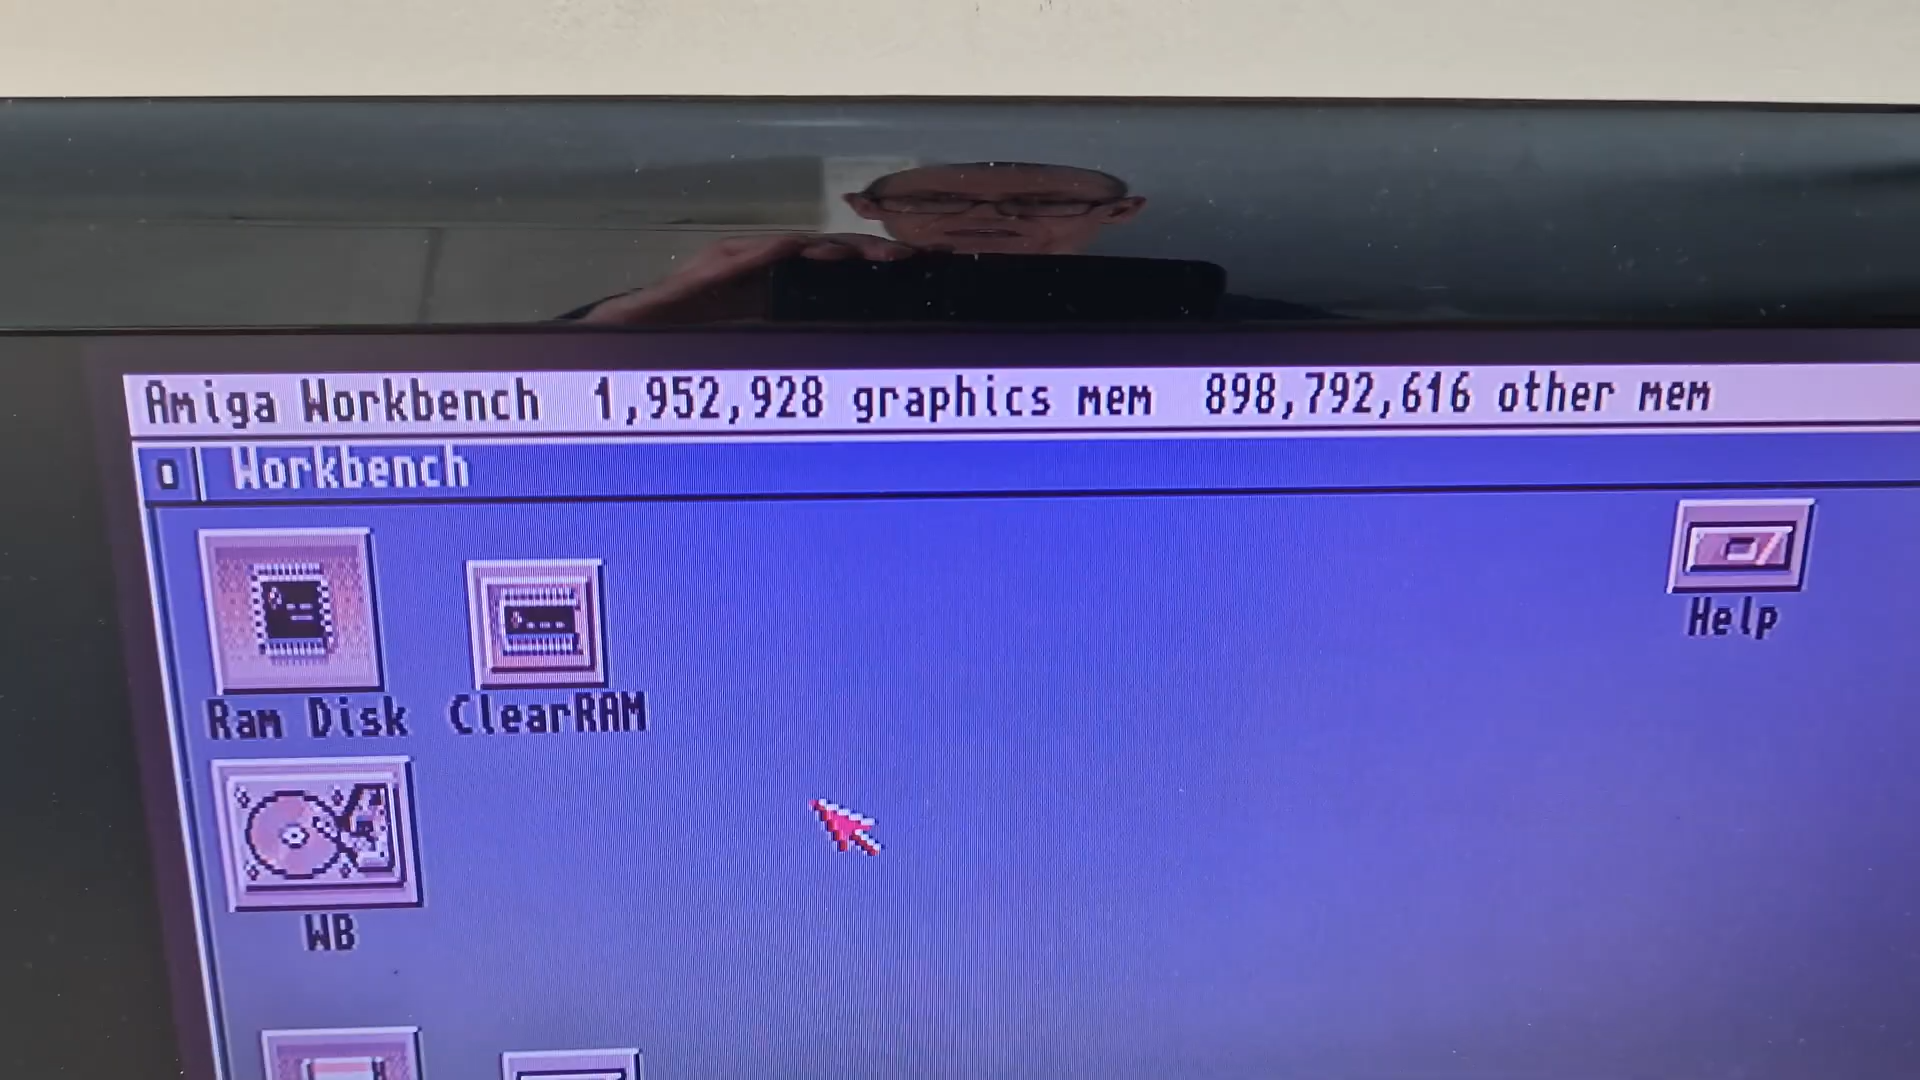 Amiga Workbench 1,952,928 graphics mem 898,792,616 other mem
Workbench
Help
Ram Disk ClearRAM
WB